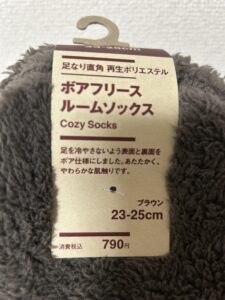 23-25cm
足なり直角 再生ポリエステル
ボアフリース
ルームソックス
Cozy Socks
足を冷やさないよう表面と裏面を
ボア仕様にしました。あたたかく、
やわらかな肌触りです。
ブラウン
23-25cm
消費税込 790円